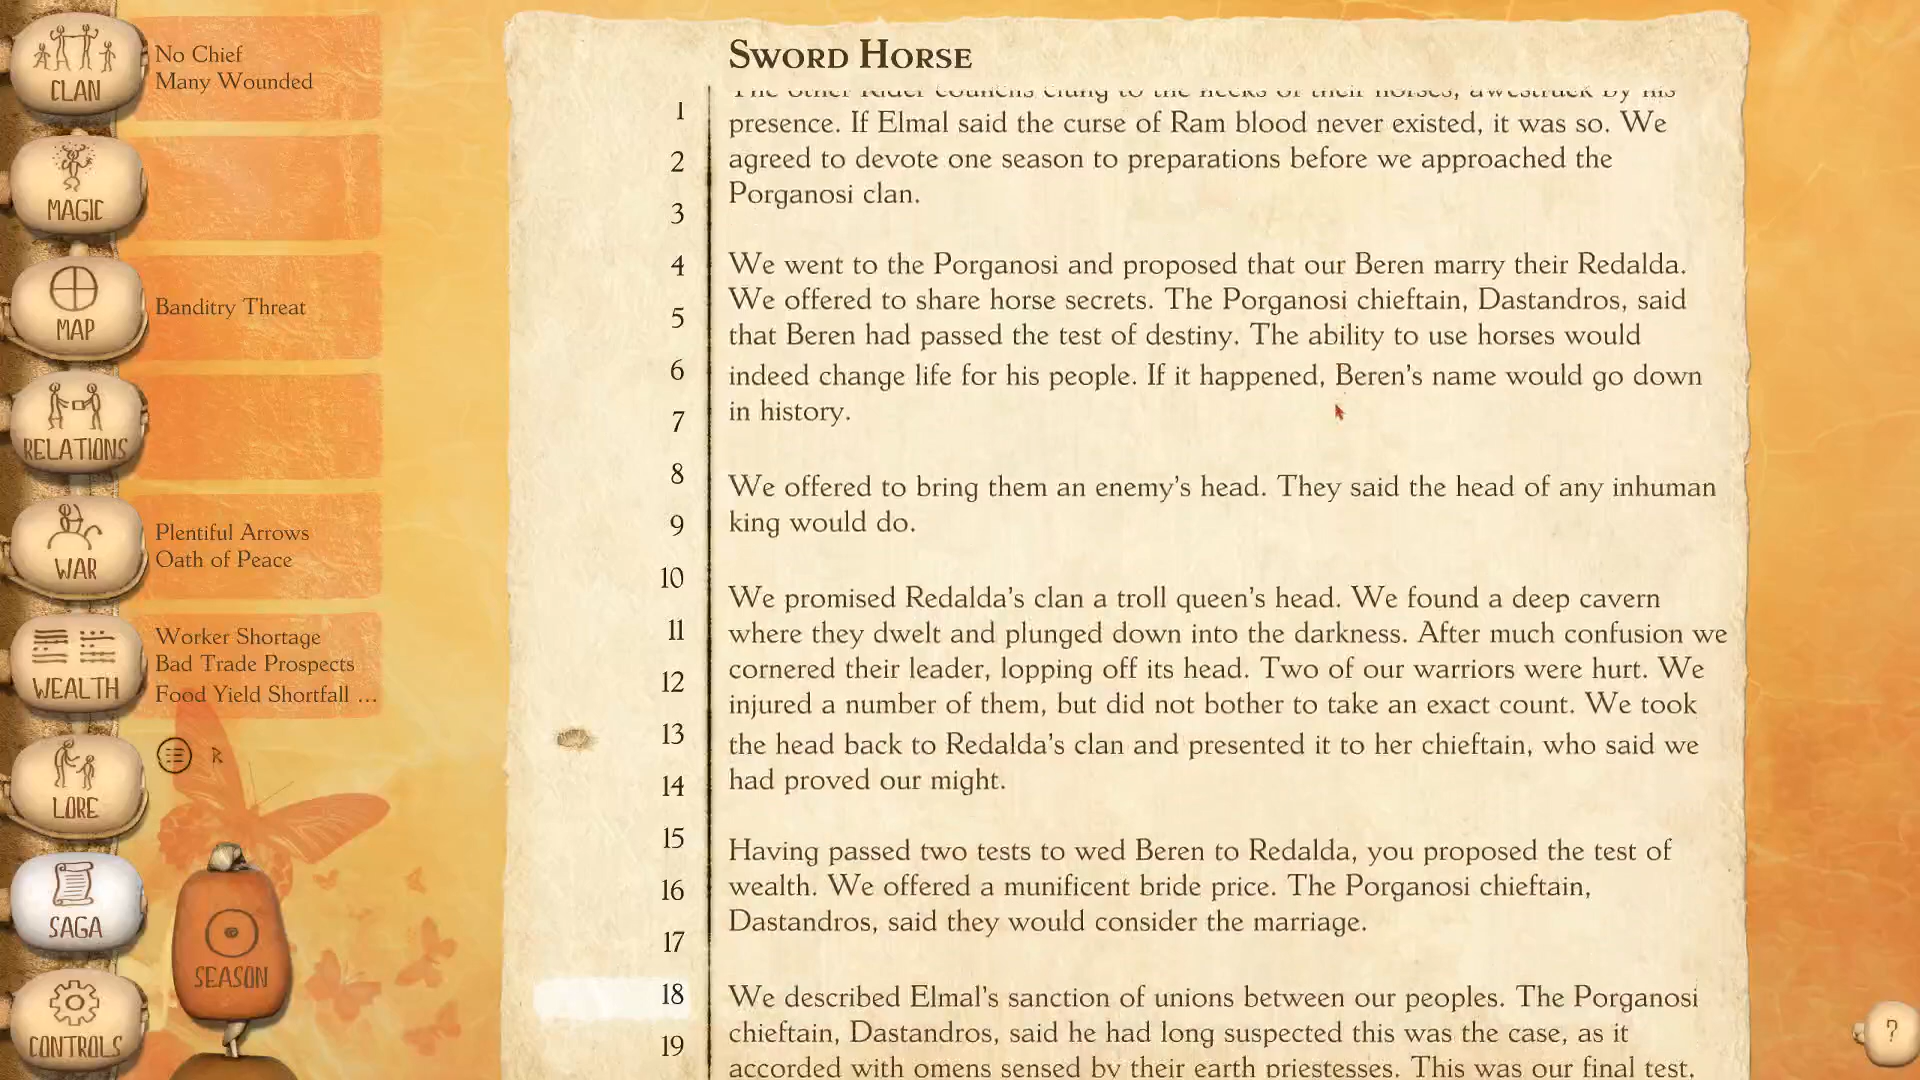 CLAN
No Chief
Many Wounded
MAGIC
MAP
Banditry Threat
RELATIONS
WAR
Plentiful Arrows
Oath of Peace
WEALTH
Worker Shortage
Bad Trade Prospects
Food Yield Shortfall ...
R
LORE
SAGA
SEASON
CONTROLS
SWORD HORSE
1
2
3
4
5
6
7
8
9
10
11
12
13
14
15
16
17
18
19
The other Rider councils clung to the necks of their horses, awestruck by his
presence. If Elmal said the curse of Ram blood never existed, it was so. We
agreed to devote one season to preparations before we approached the
Porganosi clan.
We went to the Porganosi and proposed that our Beren marry their Redalda.
We offered to share horse secrets. The Porganosi chieftain, Dastandros, said
that Beren had passed the test of destiny. The ability to use horses would
indeed change life for his people. If it happened, Beren's name would go down
in history.
We offered to bring them an enemy's head. They said the head of any inhuman
king would do.
We promised Redalda's clan a troll queen's head. We found a deep cavern
where they dwelt and plunged down into the darkness. After much confusion we
cornered their leader, lopping off its head. Two of our warriors were hurt. We
injured a number of them, but did not bother to take an exact count. We took
the head back to Redalda's clan and presented it to her chieftain, who said we
had proved our might.
Having passed two tests to wed Beren to Redalda, you proposed the test of
wealth. We offered a munificent bride price. The Porganosi chieftain,
Dastandros, said they would consider the marriage.
We described Elmal's sanction of unions between our peoples. The Porganosi
chieftain, Dastandros, said he had long suspected this was the case, as it
accorded with omens sensed by their earth priestesses. This was our final test.
?